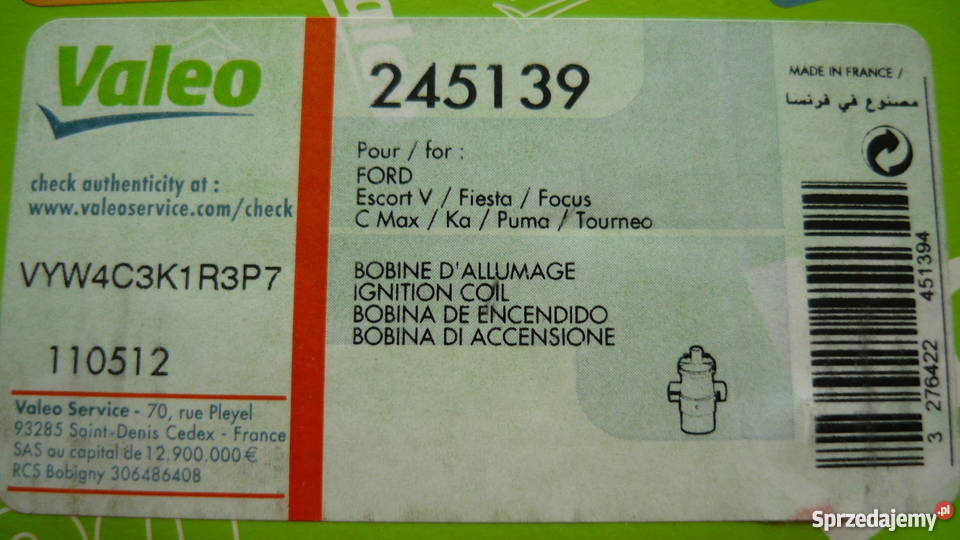 Valeo
check authenticity at :
www.valeoservice.com/check
VYW4C3K1R3P7
110512
Valeo Service - 70, rue Pleyel
93285 Saint-Denis Cedex - France
SAS au capital de 12.900.000 €
RCS Bobigny 306486408
245139
Pour / for :
FORD
Escort V / Fiesta / Focus
C Max / Ka / Puma / Tourneo
BOBINE D'ALLUMAGE
IGNITION COIL
BOBINA DE ENCENDIDO
BOBINA DI ACCENSIONE
MADE IN FRANCE /
مصنوع في فرنسا
3 276422 451394
Sprzedajemy.pl